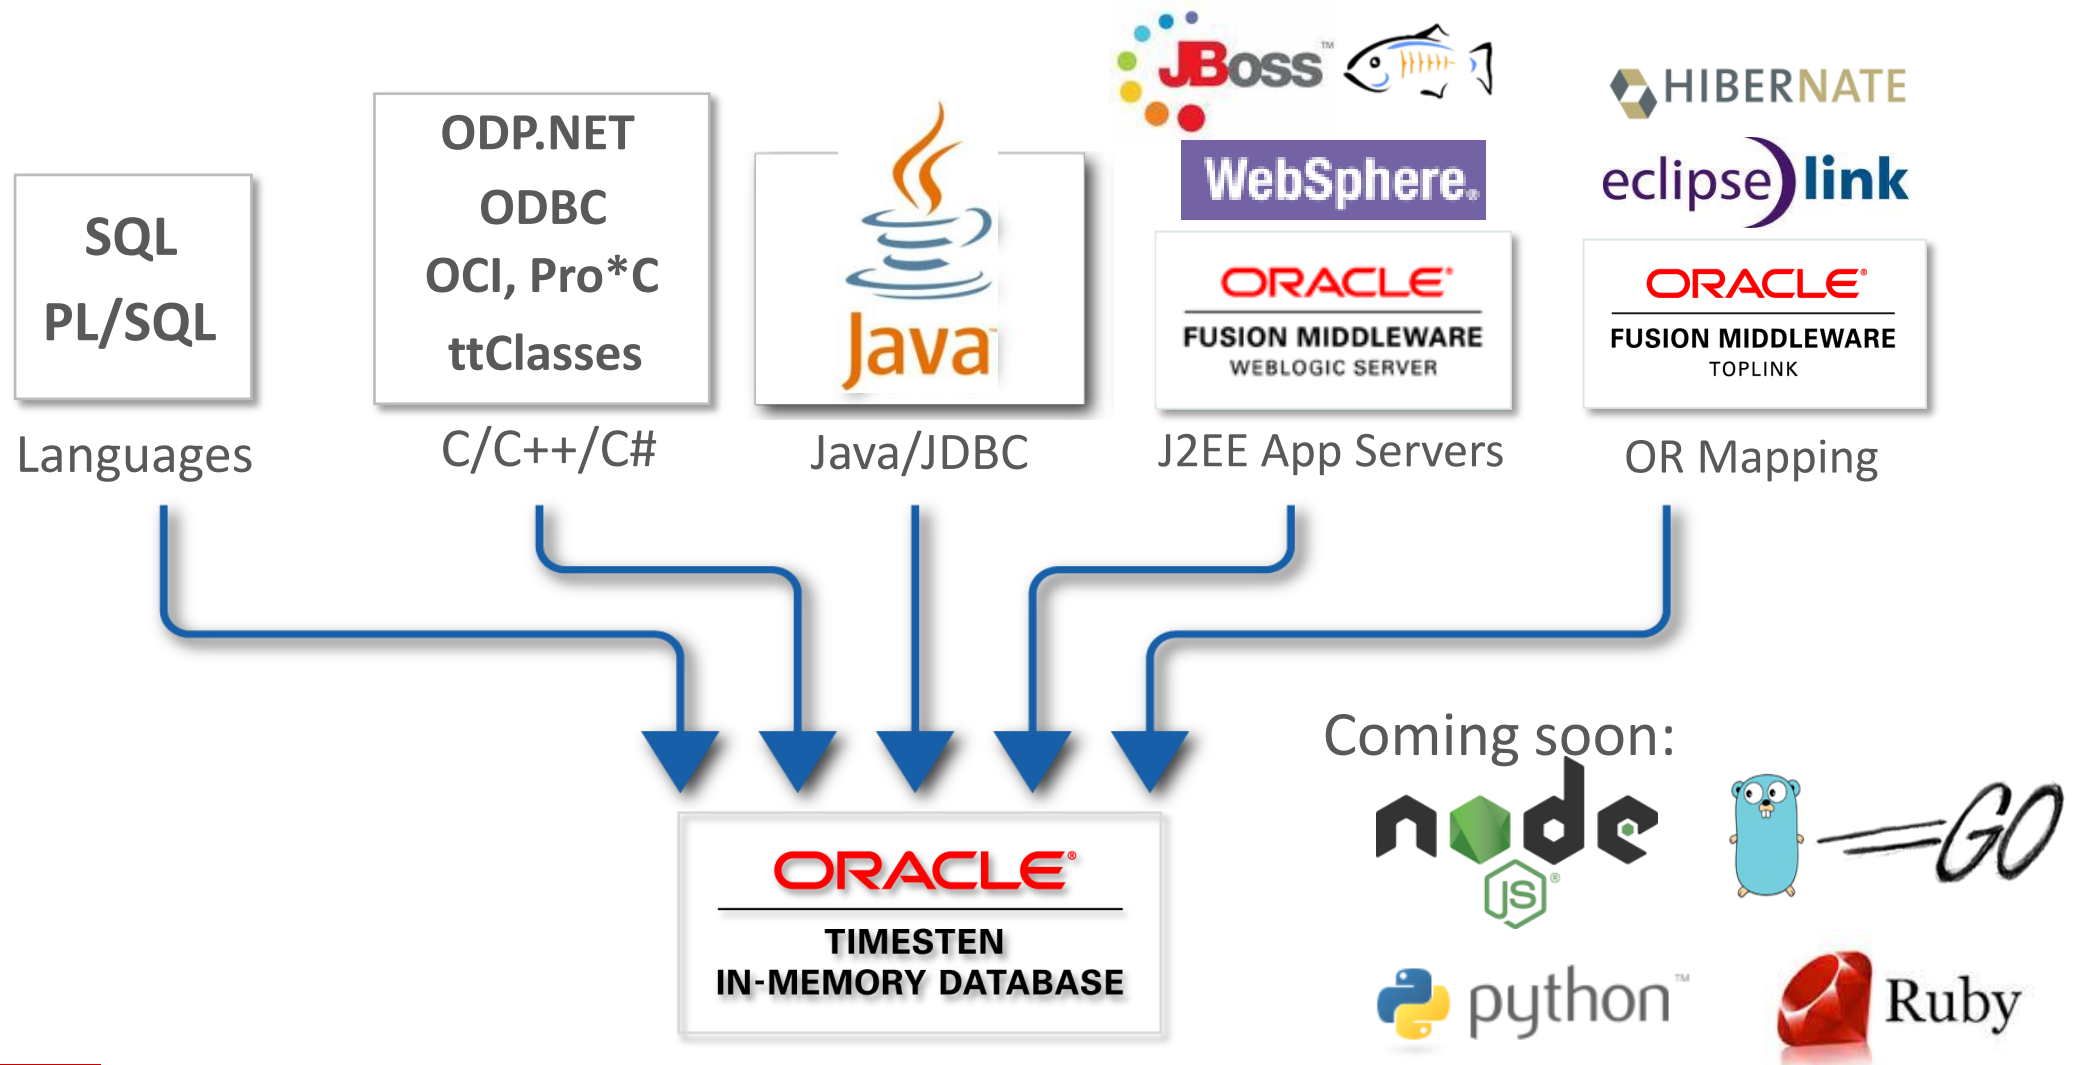 SQL
PL/SQL
Languages
ODP.NET
ODBC
OCI, Pro*C
ttClasses
C/C++/C#
Java™
Java/JDBC
JBoss™
WebSphere®
ORACLE®
FUSION MIDDLEWARE
WEBLOGIC SERVER
J2EE App Servers
HIBERNATE
eclipse link
ORACLE®
FUSION MIDDLEWARE
TOPLINK
OR Mapping
ORACLE®
TIMESTEN
IN-MEMORY DATABASE
Coming soon:
node
JS®
GO
python™
Ruby